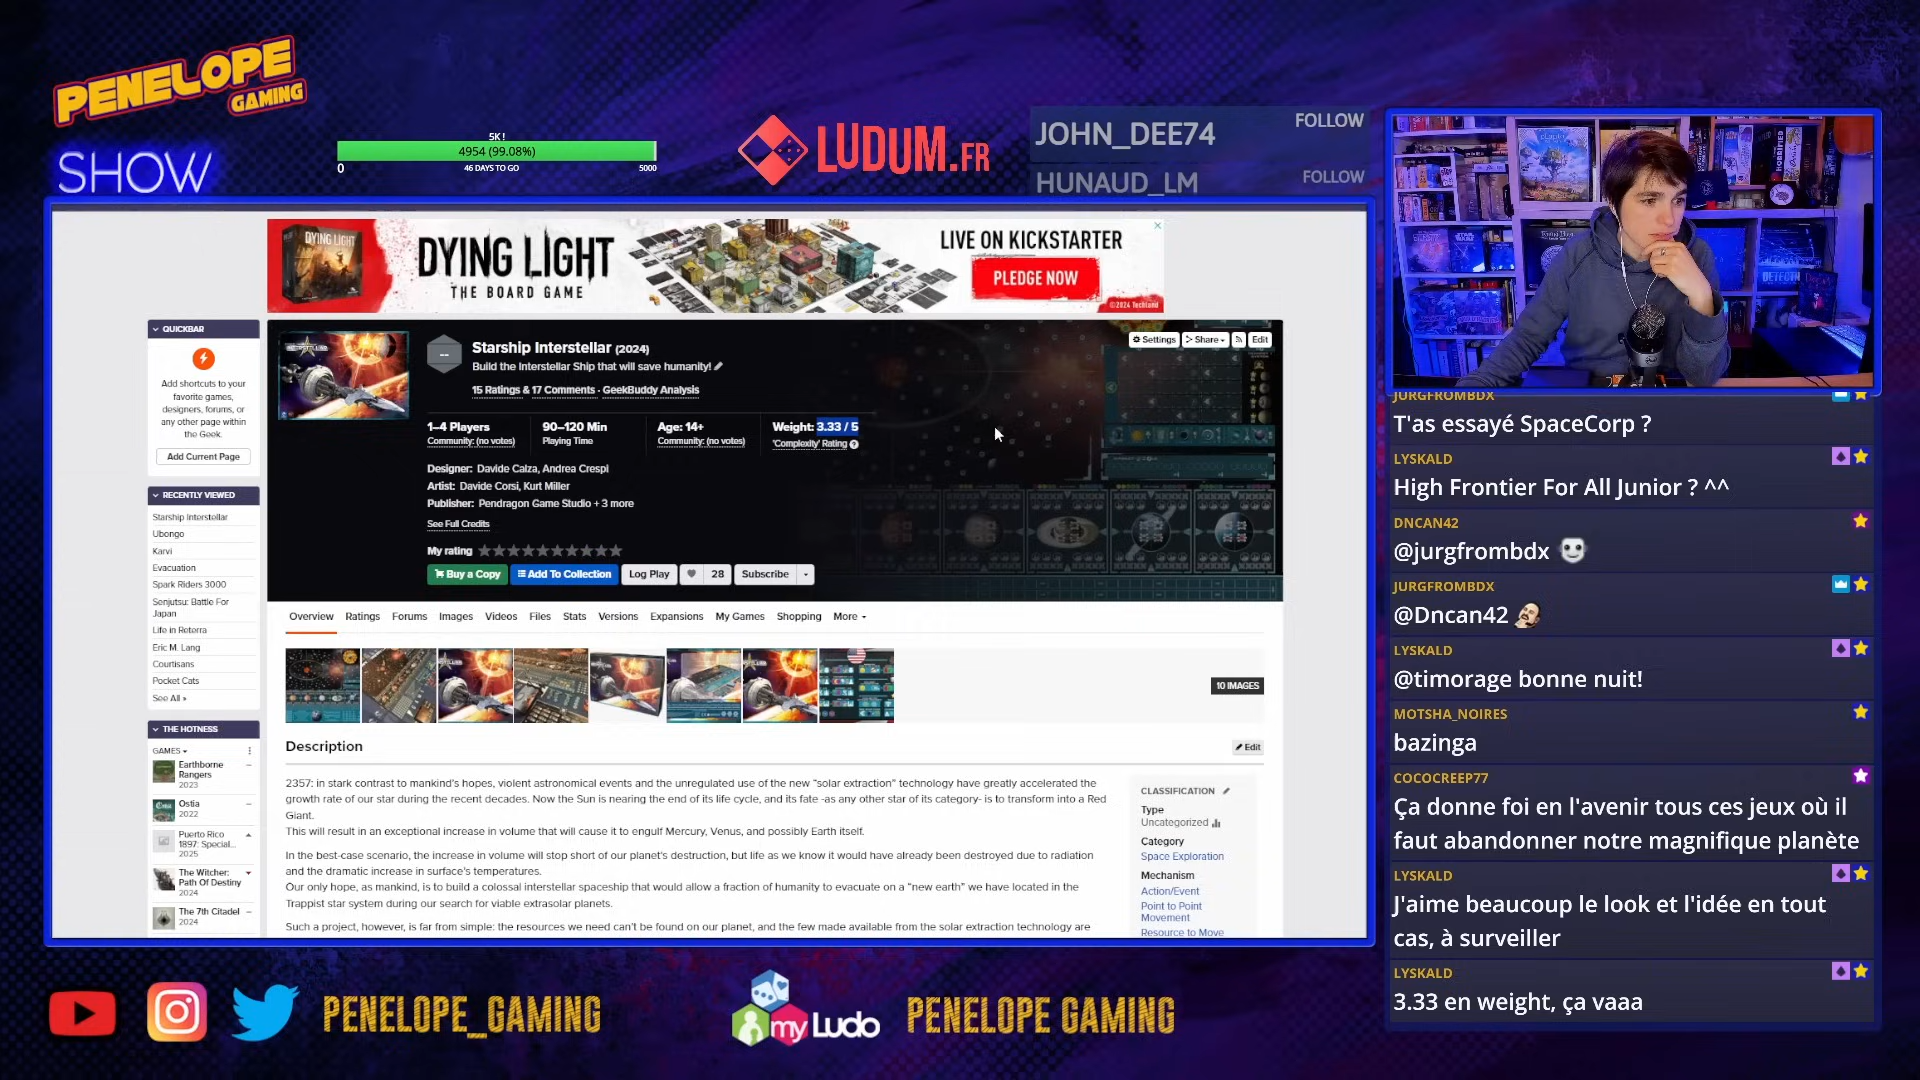 PENELOPE
GAMING
SHOW
5K !
4954 (99.08%)
0
46 DAYS TO GO
5000
LUDUM.FR
JOHN_DEE74
FOLLOW
HUNAUD_LM
FOLLOW
DYING LIGHT
DYING LIGHT
THE BOARD GAME
LIVE ON KICKSTARTER
PLEDGE NOW
©2024 Techland
QUICKBAR
Add shortcuts to your
favorite games,
designers, forums, or
any other page within
the Geek.
Add Current Page
RECENTLY VIEWED
Starship Interstellar
Ubongo
Karvi
Evacuation
Spark Riders 3000
Senjutsu: Battle For
Japan
Life in Reterra
Eric M. Lang
Courtisans
Pocket Cats
See All »
THE HOTNESS
GAMES
Earthborne
Rangers
2023
Ostia
2022
Puerto Rico
1897: Special...
2025
The Witcher:
Path Of Destiny
2024
The 7th Citadel
2024
INTERSTELLAR
--
Starship Interstellar (2024)
Build the Interstellar Ship that will save humanity!
15 Ratings & 17 Comments · GeekBuddy Analysis
Settings
Share
Edit
1–4 Players
Community: (no votes)
90–120 Min
Playing Time
Age: 14+
Community: (no votes)
Weight: 3.33 / 5
'Complexity' Rating
Designer: Davide Calza, Andrea Crespi
Artist: Davide Corsi, Kurt Miller
Publisher: Pendragon Game Studio + 3 more
See Full Credits
My rating
Buy a Copy
Add To Collection
Log Play
28
Subscribe
Overview
Ratings
Forums
Images
Videos
Files
Stats
Versions
Expansions
My Games
Shopping
More
10 IMAGES
Description
Edit
2357: in stark contrast to mankind's hopes, violent astronomical events and the unregulated use of the new “solar extraction” technology have greatly accelerated the
growth rate of our star during the recent decades. Now the Sun is nearing the end of its life cycle, and its fate -as any other star of its category- is to transform into a Red
Giant.
This will result in an exceptional increase in volume that will cause it to engulf Mercury, Venus, and possibly Earth itself.
In the best-case scenario, the increase in volume will stop short of our planet's destruction, but life as we know it would have already been destroyed due to radiation
and the dramatic increase in surface's temperatures.
Our only hope, as mankind, is to build a colossal interstellar spaceship that would allow a fraction of humanity to evacuate on a “new earth” we have located in the
Trappist star system during our search for viable extrasolar planets.
Such a project, however, is far from simple: the resources we need can't be found on our planet, and the few made available from the solar extraction technology are
CLASSIFICATION
Type
Uncategorized
Category
Space Exploration
Mechanism
Action/Event
Point to Point
Movement
Resource to Move
JURGFROMBDX
T'as essayé SpaceCorp ?
LYSKALD
High Frontier For All Junior ? ^^
DNCAN42
@jurgfrombdx
JURGFROMBDX
@Dncan42
LYSKALD
@timorage bonne nuit!
MOTSHA_NOIRES
bazinga
COCOCREEP77
Ça donne foi en l'avenir tous ces jeux où il
faut abandonner notre magnifique planète
LYSKALD
J'aime beaucoup le look et l'idée en tout
cas, à surveiller
LYSKALD
3.33 en weight, ça vaaa
PENELOPE_GAMING
my Ludo
PENELOPE GAMING